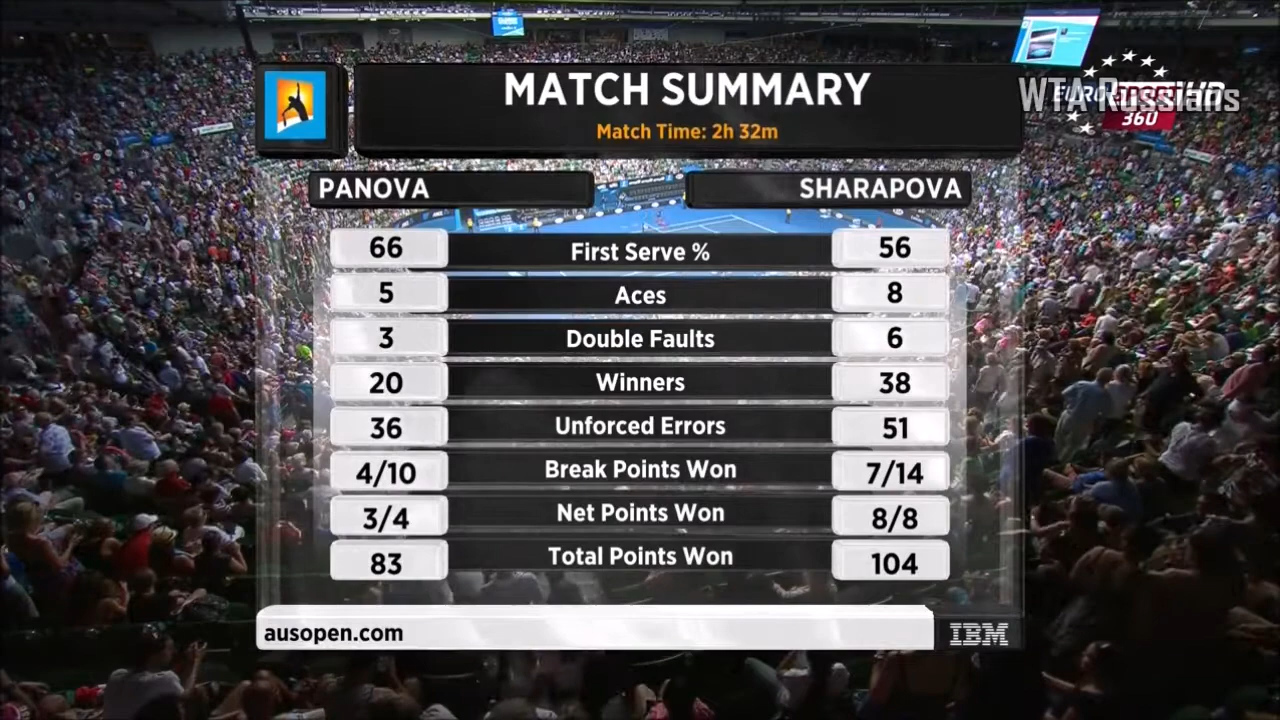 MATCH SUMMARY
Match Time: 2h 32m
WTA Russians
360
PANOVA SHARAPOVA
66 First Serve % 56
5 Aces 8
3 Double Faults 6
20 Winners 38
36 Unforced Errors 51
4/10 Break Points Won 7/14
3/4 Net Points Won 8/8
83 Total Points Won 104
ausopen.com IBM